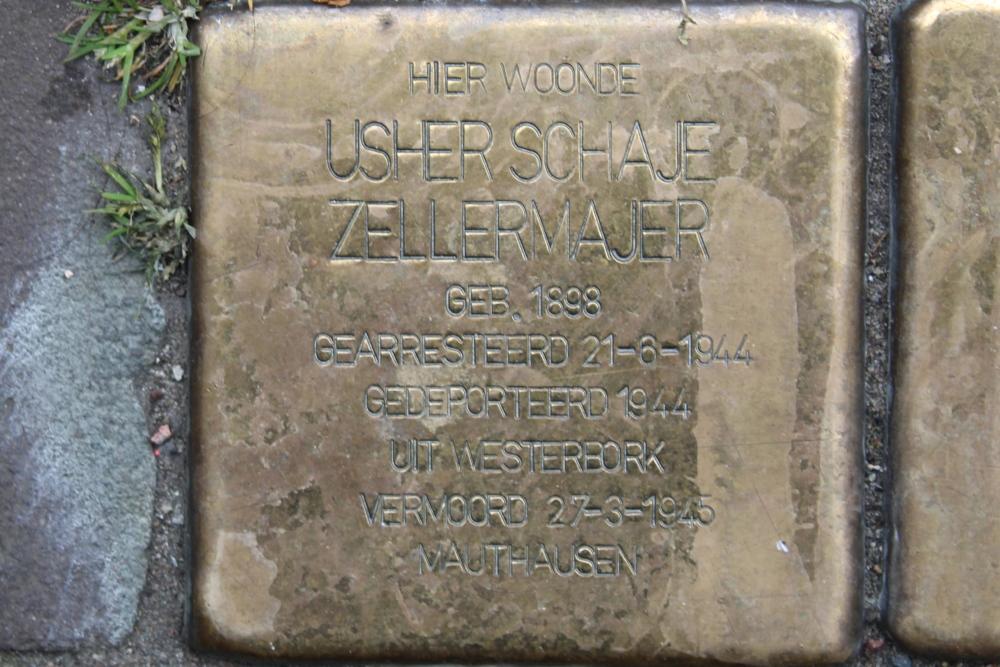 HIER WOONDE
USHER SCHAJE
ZELLERMAJER
GEB. 1898
GEARRESTEERD 21-6-1944
GEDEPORTEERD 1944
UIT WESTERBORK
VERMOORD 27-3-1945
MAUTHAUSEN